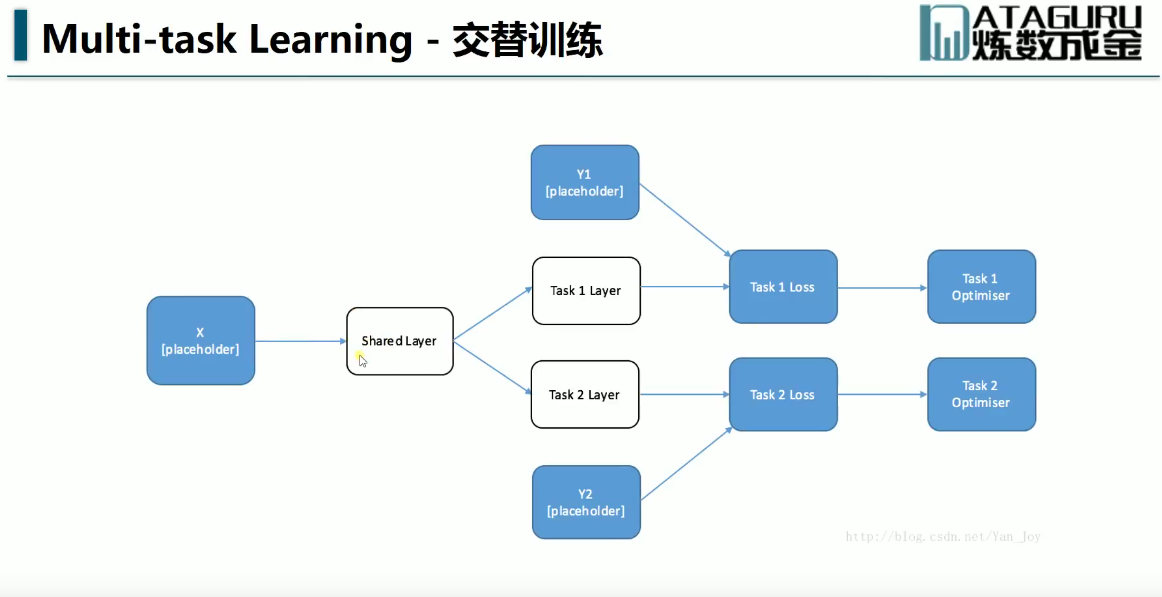 Multi-task Learning - 交替训练
DATAGURU
炼数成金
Y1
[placeholder]
Task 1 Layer
Task 1 Loss
Task 1
Optimiser
X
[placeholder]
Shared Layer
Task 2 Layer
Task 2 Loss
Task 2
Optimiser
Y2
[placeholder]
http://blog.csdn.net/Yan_Joy